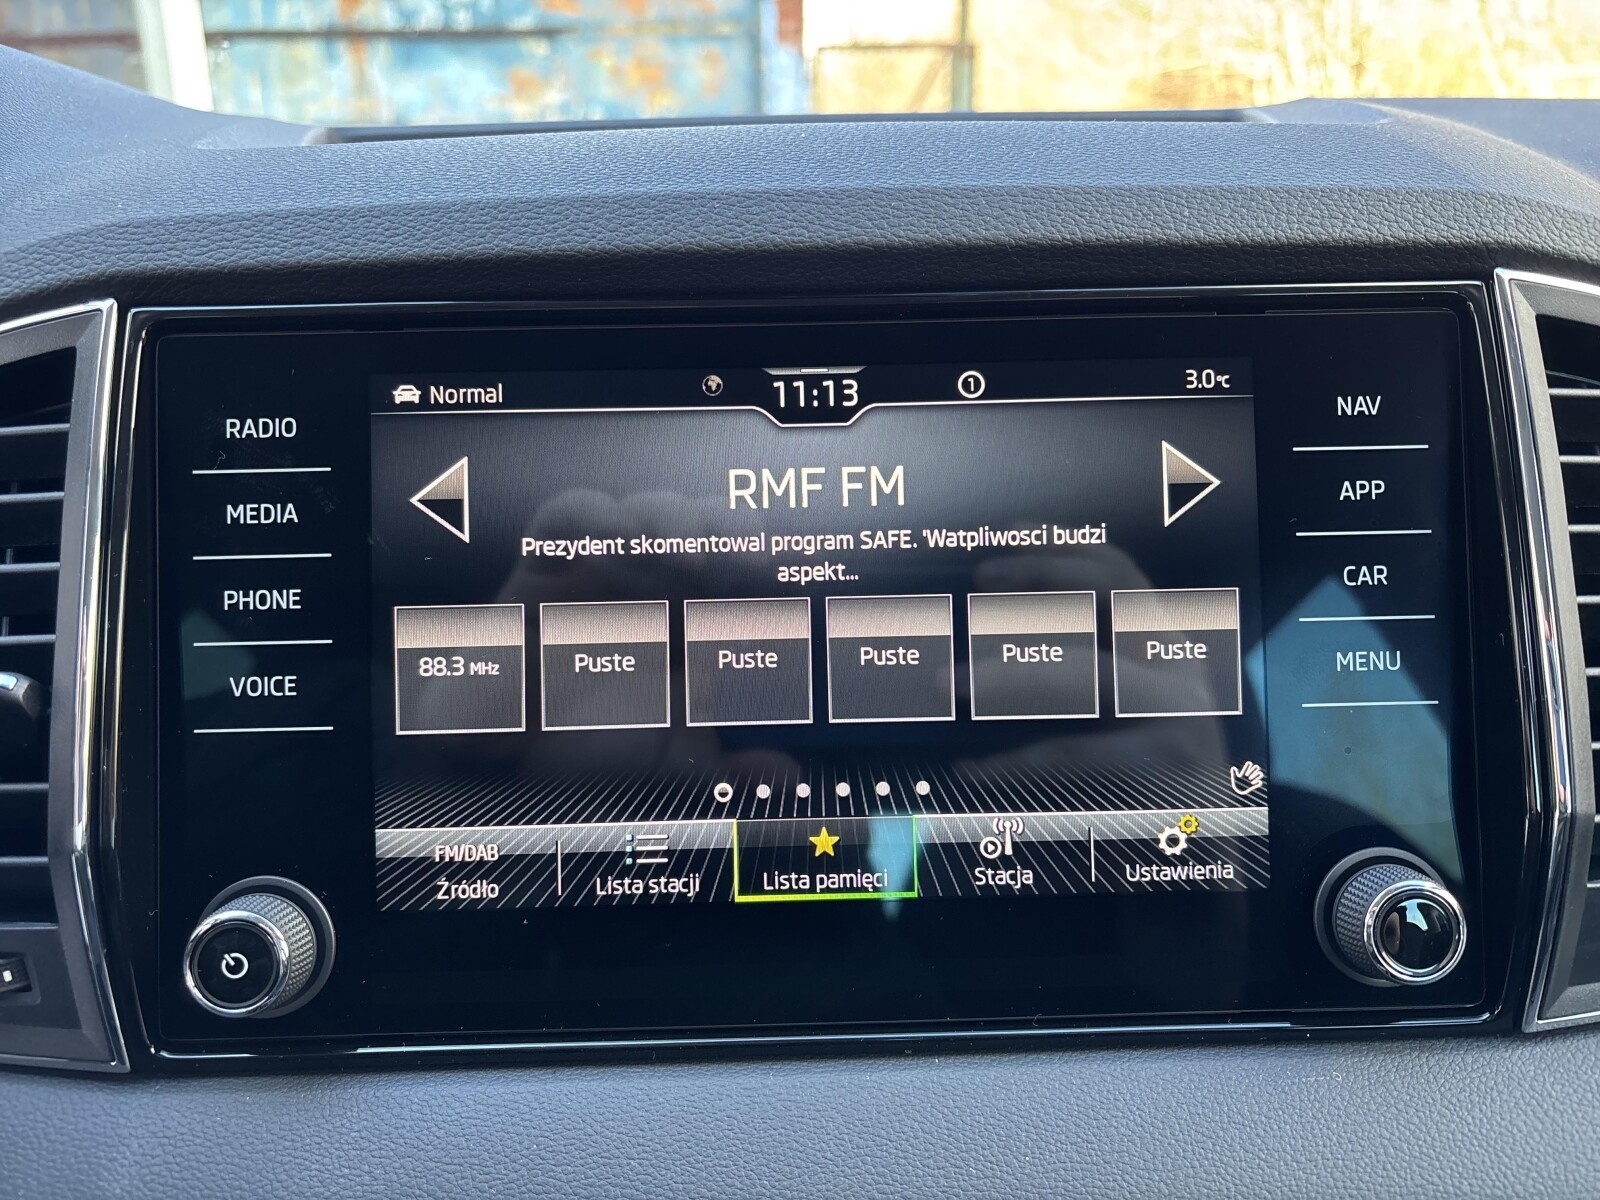 Normal
11:13
1
3.0°C
RADIO
MEDIA
PHONE
VOICE
NAV
APP
CAR
MENU
RMF FM
Prezydent skomentowal program SAFE. "Watpliwosci budzi
aspekt...
88.3 MHz
Puste
Puste
Puste
Puste
Puste
FM/DAB
Źródło
Lista stacji
Lista pamięci
Stacja
Ustawienia